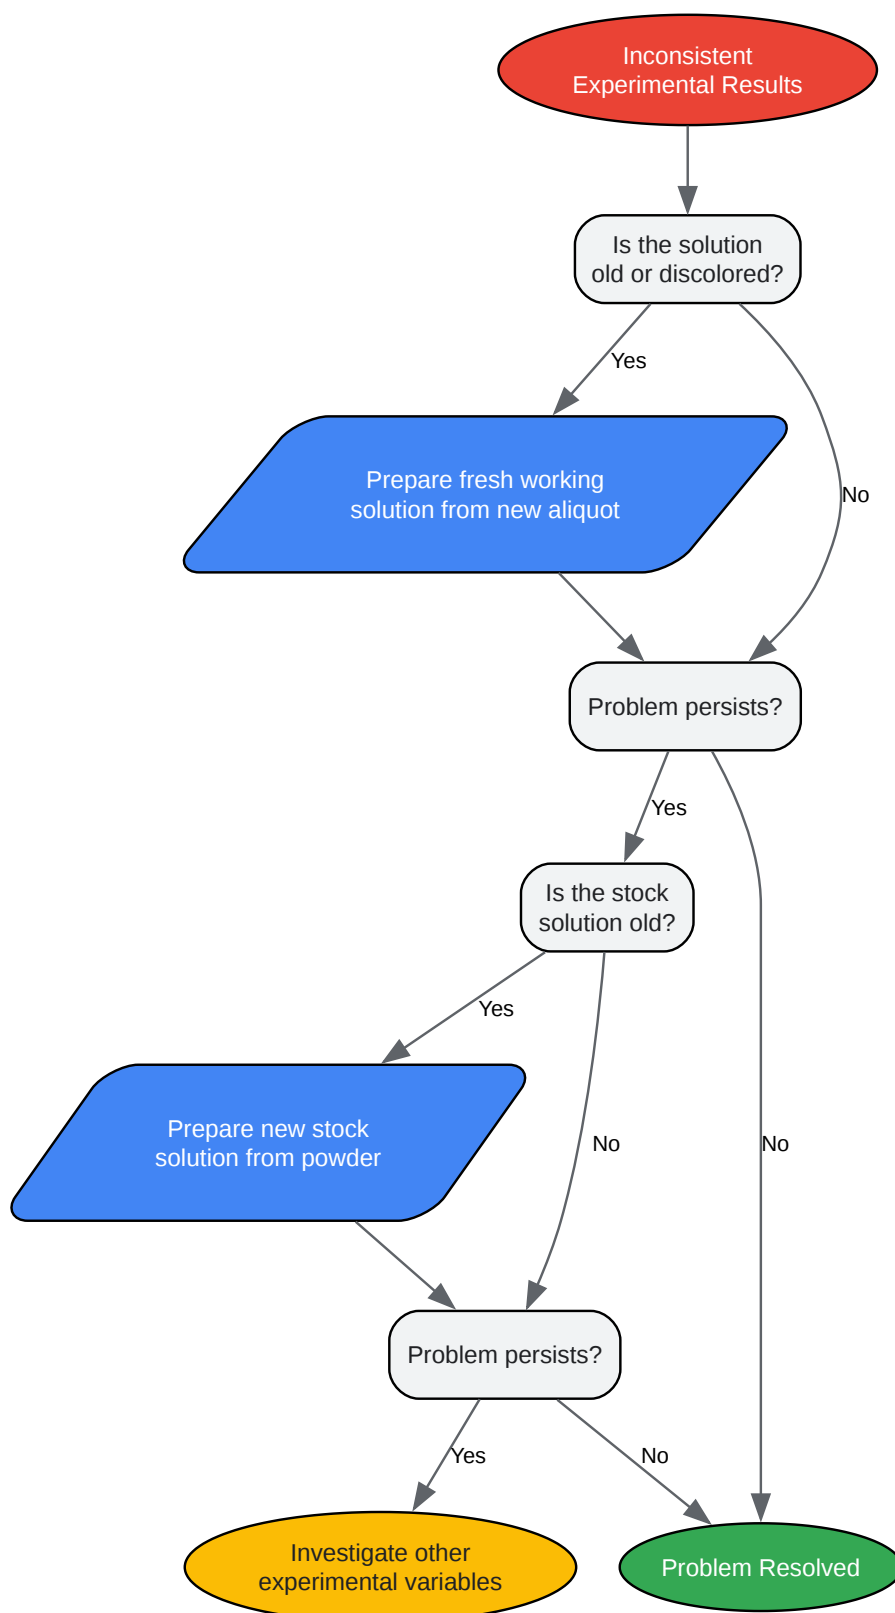 Inconsistent
Experimental Results
Is the solution
old or discolored?
Yes
No
Prepare fresh working
solution from new aliquot
Problem persists?
Yes
No
Is the stock
solution old?
Yes
No
Prepare new stock
solution from powder
Problem persists?
Yes
No
Investigate other
experimental variables
Problem Resolved